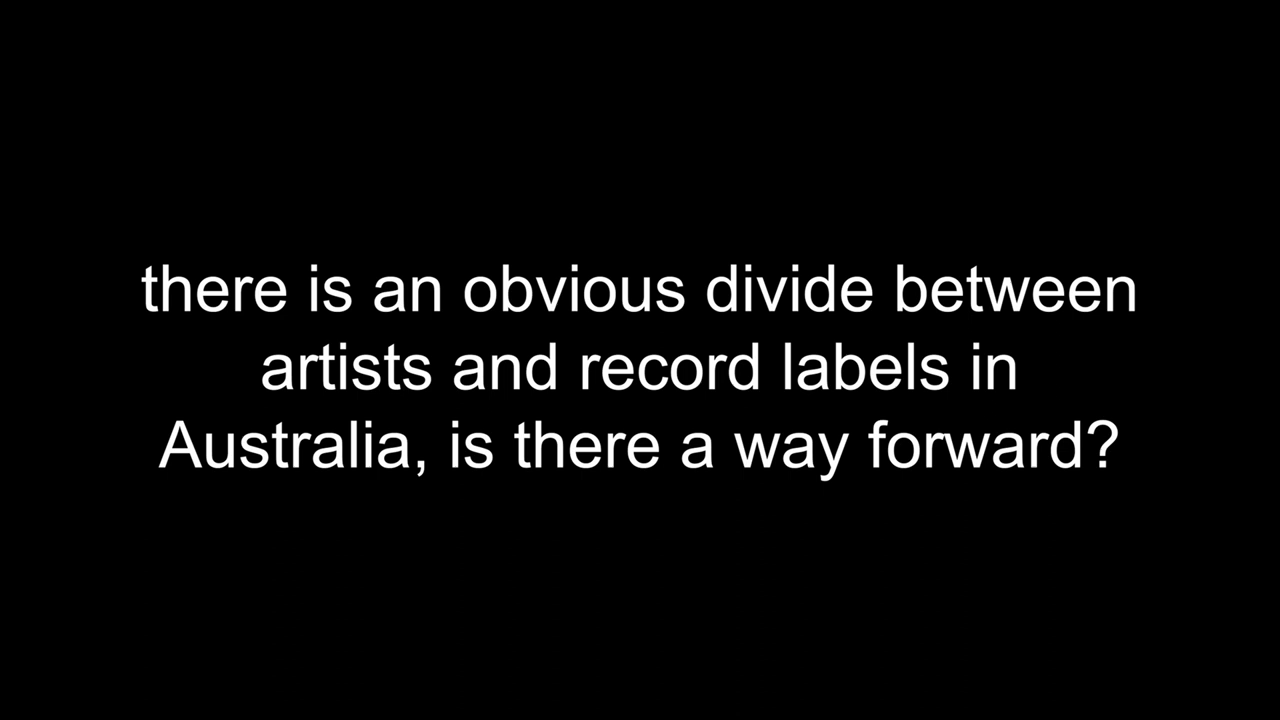 there is an obvious divide between
artists and record labels in
Australia, is there a way forward?